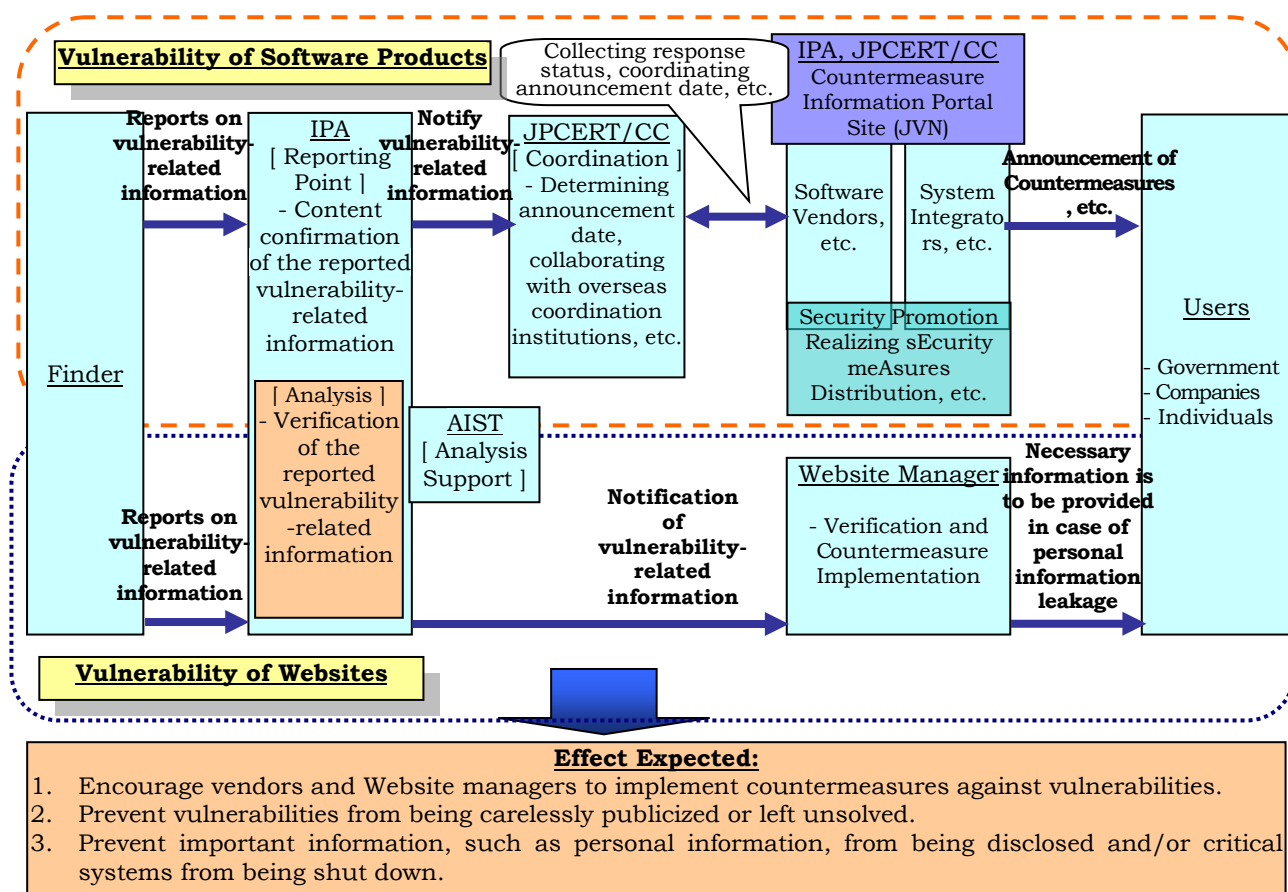 Vulnerability of Software Products
Collecting response
status, coordinating
announcement date, etc.
IPA, JPCERT/CC
Countermeasure
Information Portal
Site (JVN)
Finder
Reports on
vulnerability-
related
information
IPA
[ Reporting
Point ]
- Content
confirmation
of the reported
vulnerability-
related
information
[ Analysis ]
- Verification
of the
reported
vulnerability
-related
information
Notify
vulnerability-
related
information
JPCERT/CC
[ Coordination ]
- Determining
announcement
date,
collaborating
with overseas
coordination
institutions, etc.
AIST
[ Analysis
Support ]
Software
Vendors,
etc.
System
Integrato
rs, etc.
Security Promotion
Realizing sEcurity
meAsures
Distribution, etc.
Announcement of
Countermeasures
, etc.
Users
- Government
- Companies
- Individuals
Reports on
vulnerability-
related
information
Notification
of
vulnerability-
related
information
Website Manager
- Verification and
Countermeasure
Implementation
Necessary
information is
to be provided
in case of
personal
information
leakage
Vulnerability of Websites
Effect Expected:
1. Encourage vendors and Website managers to implement countermeasures against vulnerabilities.
2. Prevent vulnerabilities from being carelessly publicized or left unsolved.
3. Prevent important information, such as personal information, from being disclosed and/or critical
systems from being shut down.